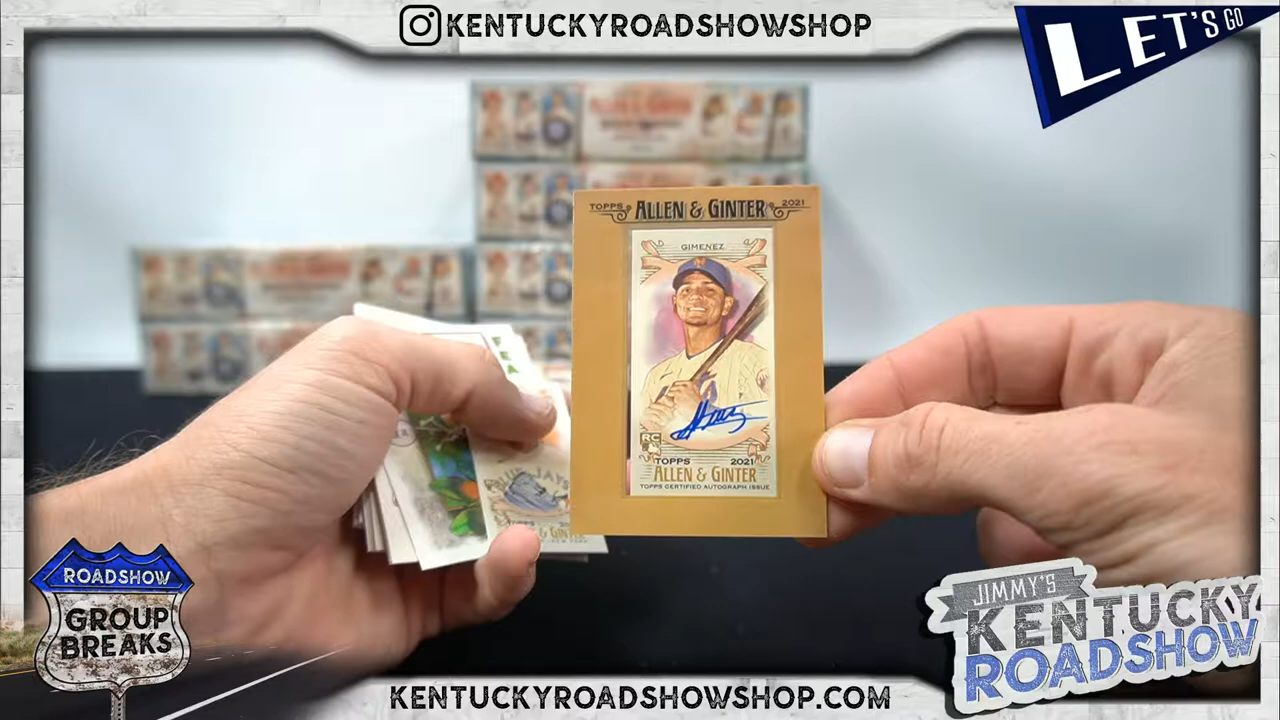 KENTUCKYROADSHOWSHOP
LET'S GO
TOPPS ALLEN & GINTER 2021
GIMENEZ
RC
TOPPS 2021
ALLEN & GINTER
TOPPS CERTIFIED AUTOGRAPH ISSUE
ROADSHOW
GROUP
BREAKS
JIMMY'S
KENTUCKY
ROADSHOW
KENTUCKYROADSHOWSHOP.COM